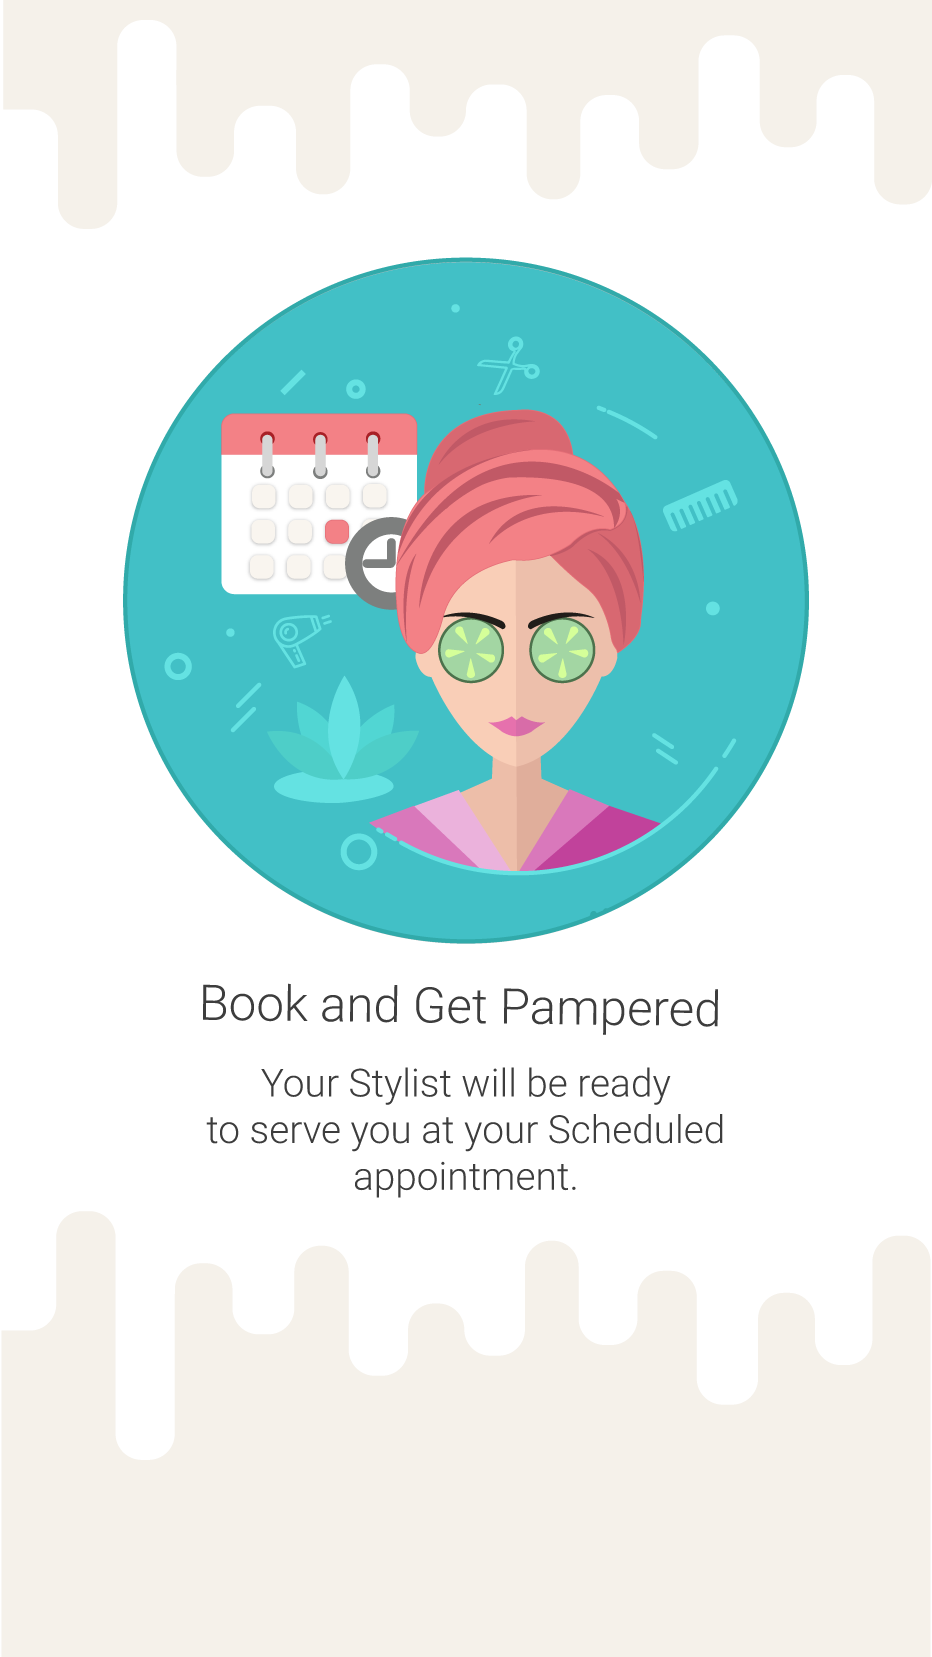 Book and Get Pampered
Your Stylist will be ready
to serve you at your Scheduled
appointment.